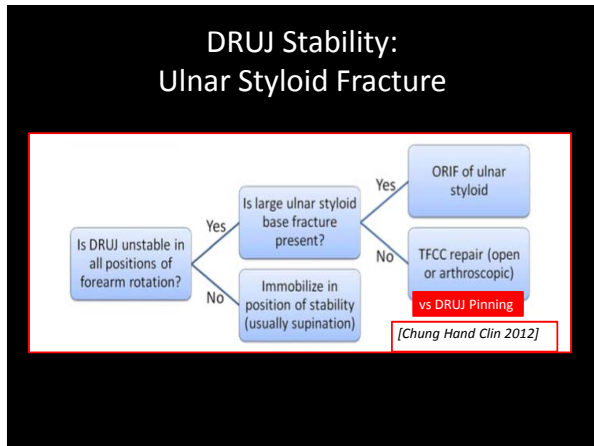 DRUJ Stability:
Ulnar Styloid Fracture
Is DRUJ unstable in
all positions of
forearm rotation?
Yes
No
Is large ulnar styloid
base fracture
present?
Immobilize in
position of stability
(usually supination)
Yes
No
ORIF of ulnar
styloid
TFCC repair (open
or arthroscopic)
vs DRUJ Pinning
[Chung Hand Clin 2012]